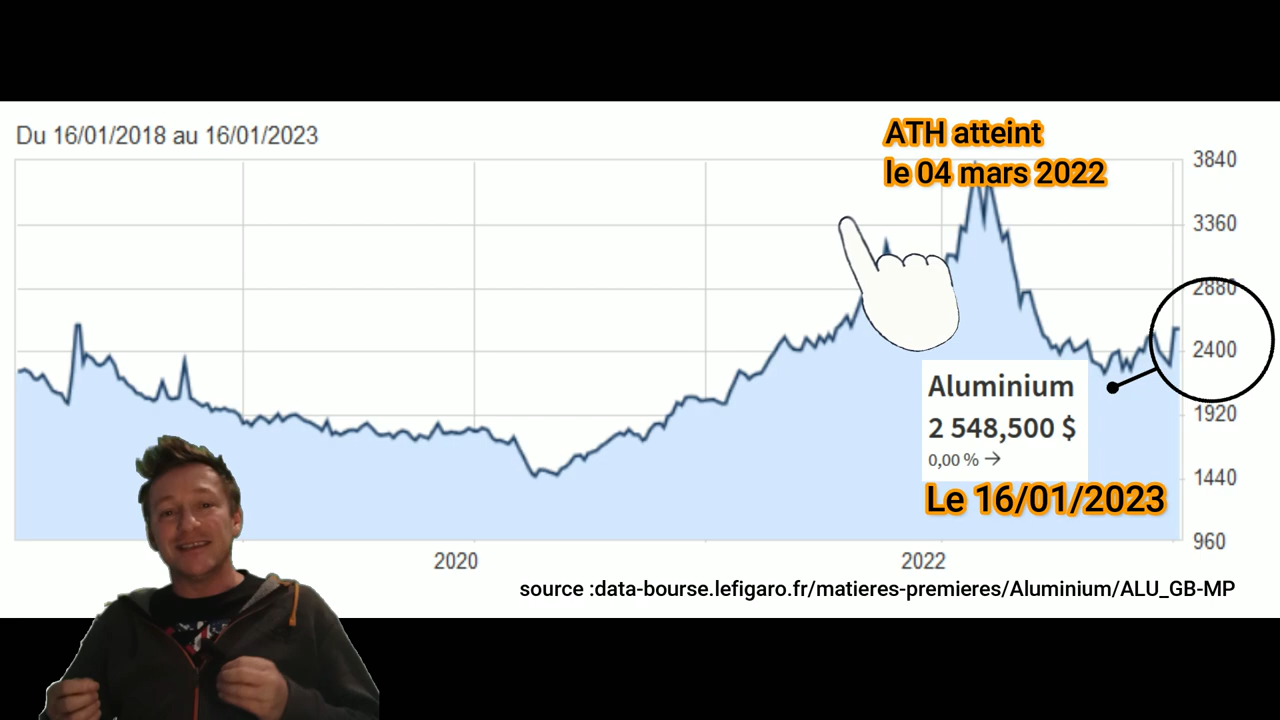 Du 16/01/2018 au 16/01/2023
ATH atteint
le 04 mars 2022
3840
3360
2880
2400
1920
1440
960
Aluminium
2 548,500 $
0,00 % →
Le 16/01/2023
2020
2022
source :data-bourse.lefigaro.fr/matieres-premieres/Aluminium/ALU_GB-MP